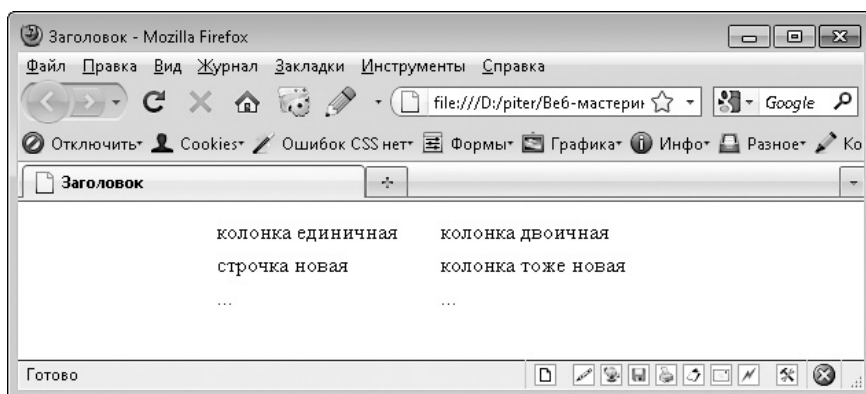 Заголовок - Mozilla Firefox
Файл Правка Вид Журнал Закладки Инструменты Справка
file:///D:/piter/Веб-мастерин Google
Отключить Cookies Ошибок CSS нет Формы Графика Инфо Разное Ко
Заголовок
колонка единичная колонка двоичная
строчка новая колонка тоже новая
... ...
Готово